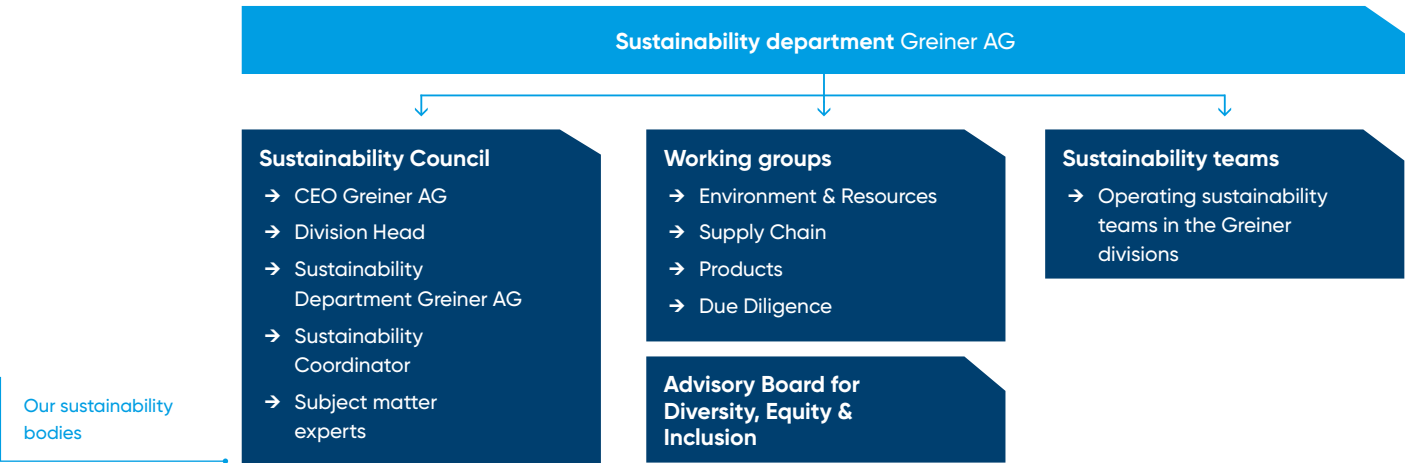 Sustainability department Greiner AG
Sustainability Council
→ CEO Greiner AG
→ Division Head
→ Sustainability
Department Greiner AG
→ Sustainability
Coordinator
→ Subject matter
experts
Working groups
→ Environment & Resources
→ Supply Chain
→ Products
→ Due Diligence
Advisory Board for
Diversity, Equity &
Inclusion
Sustainability teams
→ Operating sustainability
teams in the Greiner
divisions
Our sustainability
bodies